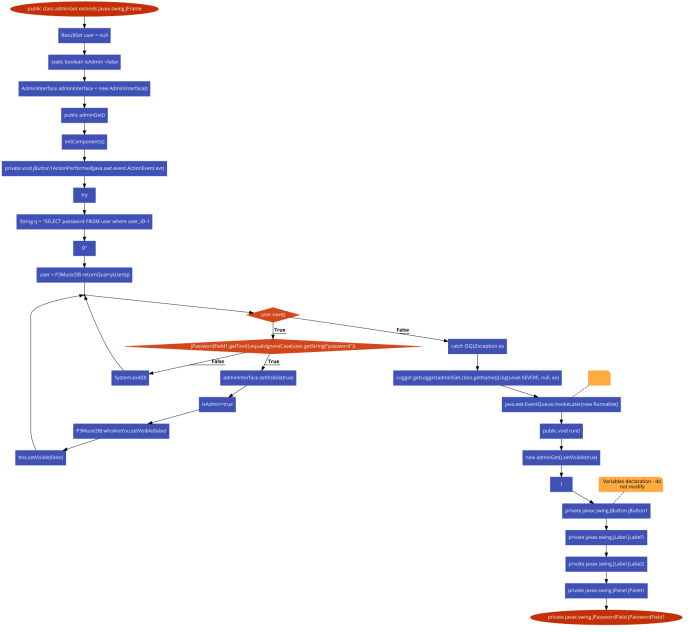 public class adminGet extends javax.swing.JFrame
ResultSet user = null
static boolean isAdmin =false
AdminInterface adminInterface = new AdminInterface()
public adminGet()
initComponents()
private void jButton1ActionPerformed(java.awt.event.ActionEvent evt)
try
String q = "SELECT password FROM user where user_ID-1
0"
user = P3MusicDB.returnQuarryUser(q)
user.next()
True
False
jPasswordField1.getText().equalsIgnoreCase(user.getString("password"))
catch (SQLException ex
False
True
System.exit(0)
adminInterface.setVisible(true)
Logger.getLogger(adminGet.class.getName()).log(Level.SEVERE, null, ex)
isAdmin=true
java.awt.EventQueue.invokeLater(new Runnable()
P3MusicDB.whoAreYou.setVisible(false)
public void run()
this.setVisible(false)
new adminGet().setVisible(true)
)
Variables declaration - do
not modify
private javax.swing.JButton jButton1
private javax.swing.JLabel jLabel1
private javax.swing.JLabel jLabel2
private javax.swing.JPanel jPanel1
private javax.swing.JPasswordField jPasswordField1